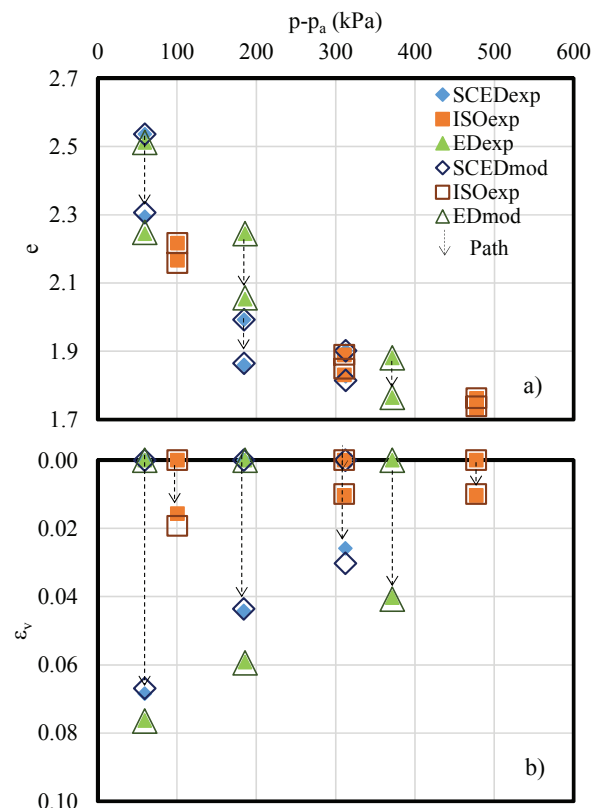 p-pa (kPa)
0 100 200 300 400 500 600
2.7
2.5
2.3
2.1
1.9
1.7
e
SCEDexp
ISOexp
EDexp
SCEDmod
ISOexp
EDmod
Path
a)
0.00
0.02
0.04
0.06
0.08
0.10
εv
b)